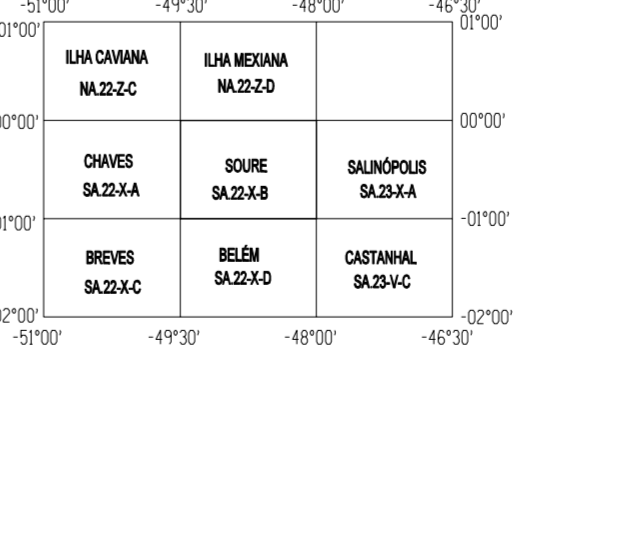 -51°00' -49°30' -48°00' -46°30'
01°00' 01°00'
ILHA CAVIANA
NA.22-Z-C
ILHA MEXIANA
NA.22-Z-D
00°00' 00°00'
CHAVES
SA.22-X-A
SOURE
SA.22-X-B
SALINÓPOLIS
SA.23-X-A
01°00' -01°00'
BREVES
SA.22-X-C
BELÉM
SA.22-X-D
CASTANHAL
SA.23-V-C
02°00' -02°00'
-51°00' -49°30' -48°00' -46°30'